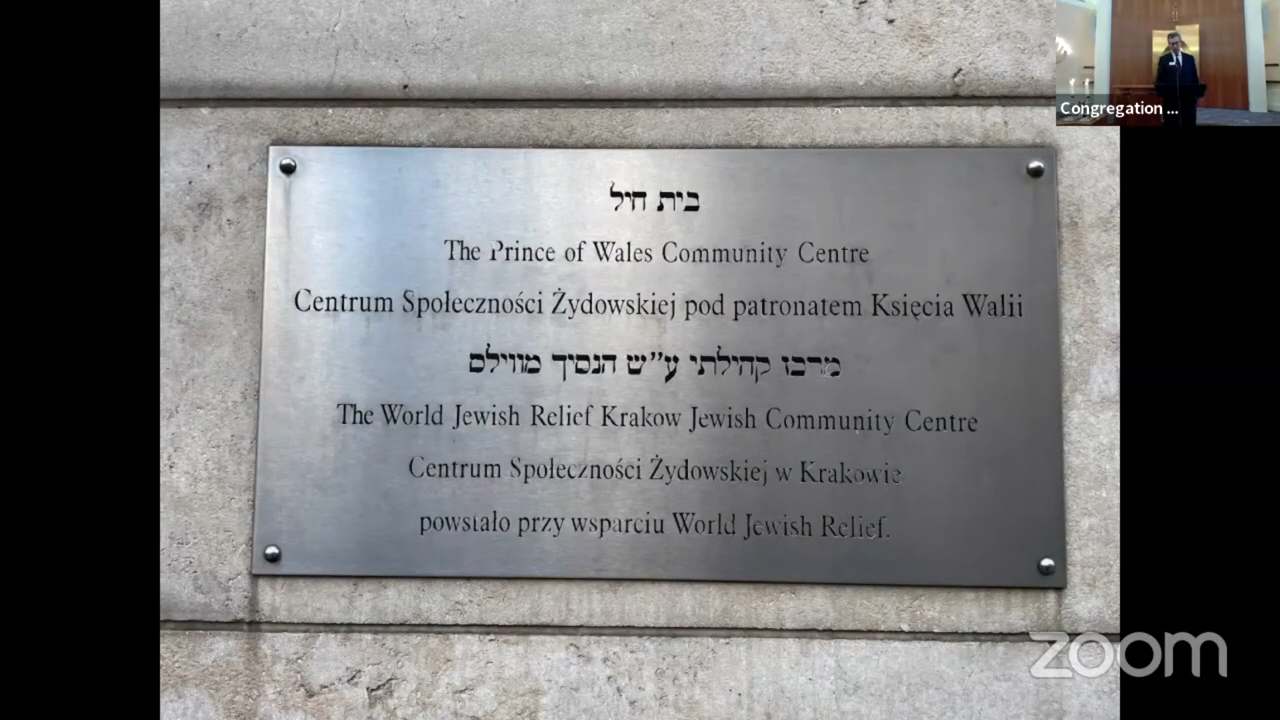 בית חיל
The Prince of Wales Community Centre
Centrum Społeczności Żydowskiej pod patronatem Księcia Walii
מרכז קהילתי ע״ש הנסיך מווילס
The World Jewish Relief Krakow Jewish Community Centre
Centrum Społeczności Żydowskiej w Krakowie
powstało przy wsparciu World Jewish Relief.
Congregation ...
zoom